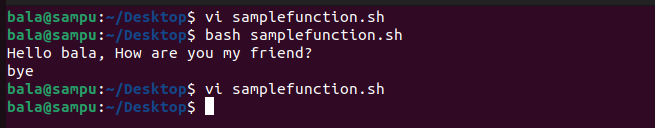 bala@sampu:~/Desktop$ vi samplefunction.sh
bala@sampu:~/Desktop$ bash samplefunction.sh
Hello bala, How are you my friend?
bye
bala@sampu:~/Desktop$ vi samplefunction.sh
bala@sampu:~/Desktop$